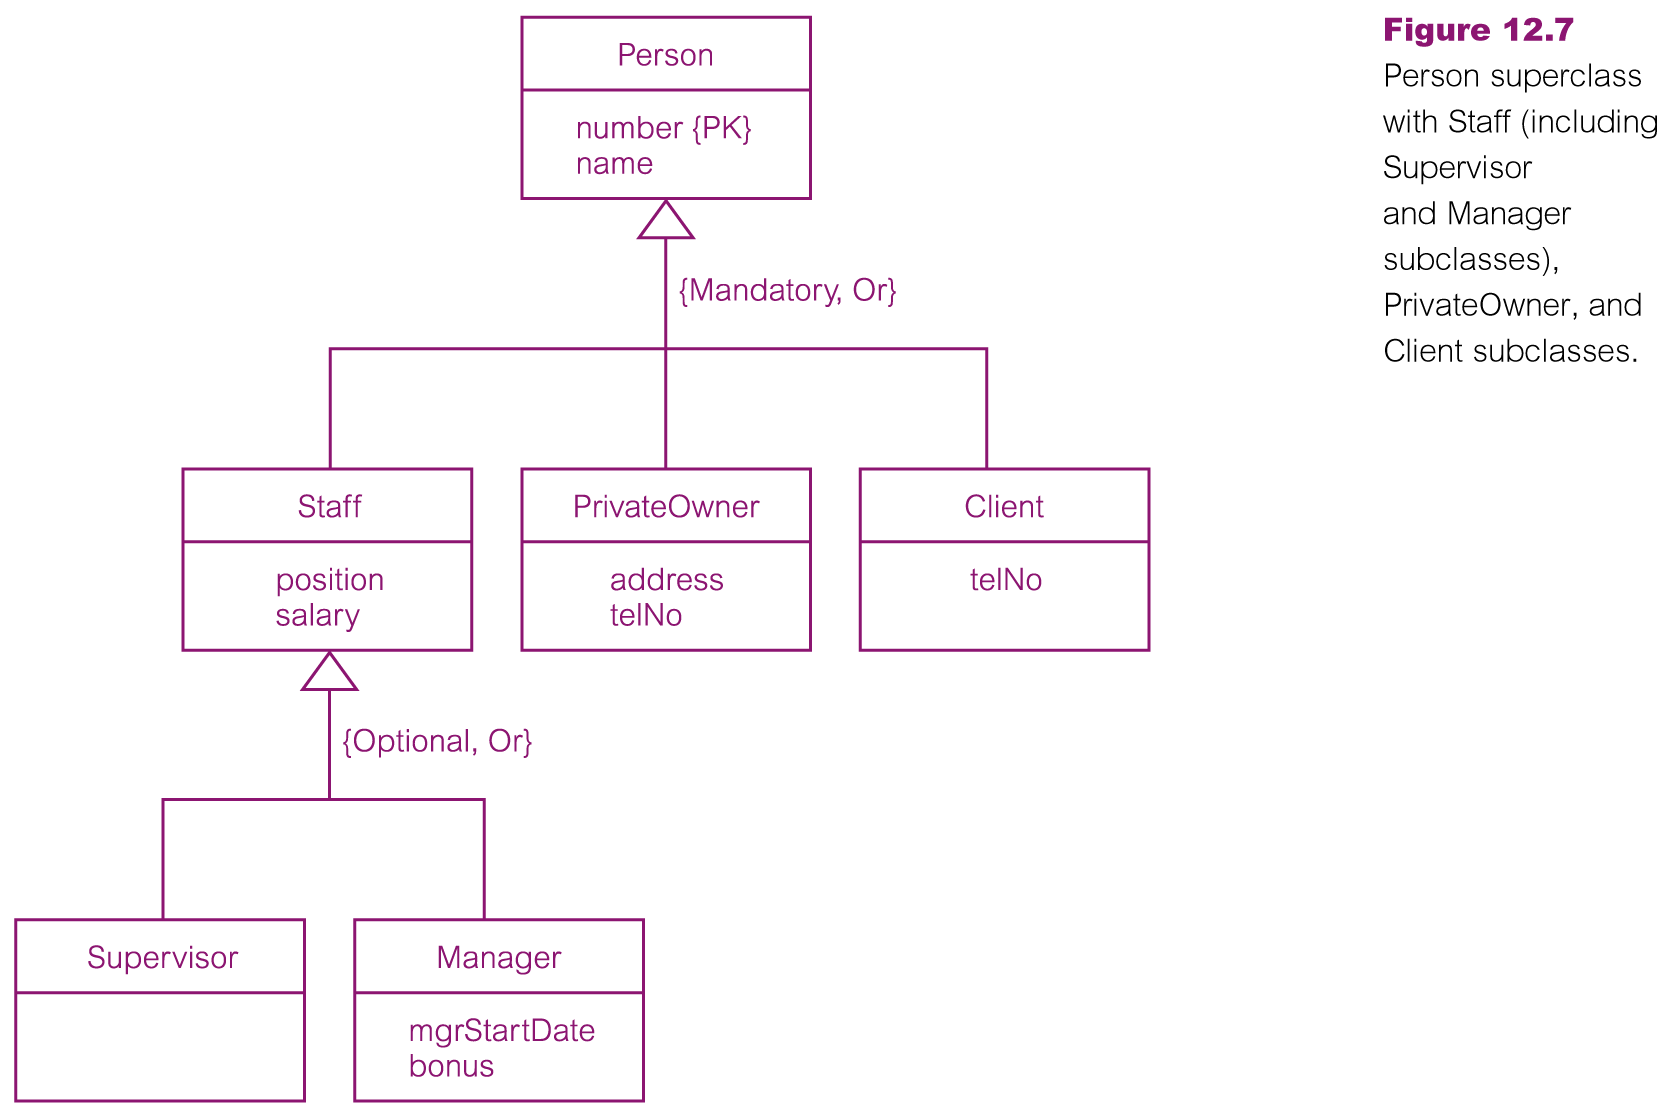 Person
number {PK}
name
{Mandatory, Or}
Staff
position
salary
PrivateOwner
address
telNo
Client
telNo
{Optional, Or}
Supervisor
Manager
mgrStartDate
bonus
Figure 12.7
Person superclass
with Staff (including
Supervisor
and Manager
subclasses),
PrivateOwner, and
Client subclasses.